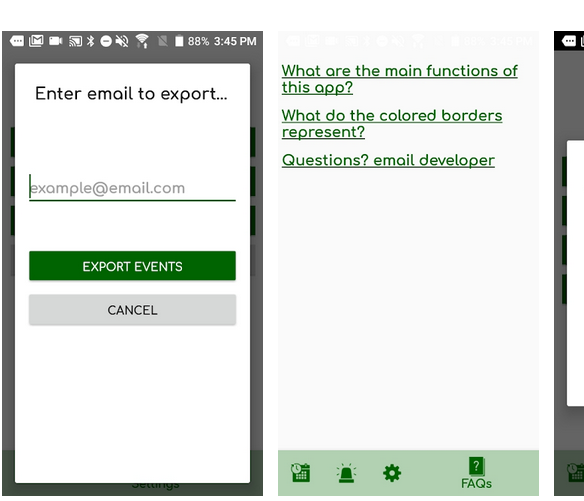 88% 3:45 PM
Enter email to export...
example@email.com
EXPORT EVENTS
CANCEL
Settings
What are the main functions of
this app?
What do the colored borders
represent?
Questions? email developer
FAQs